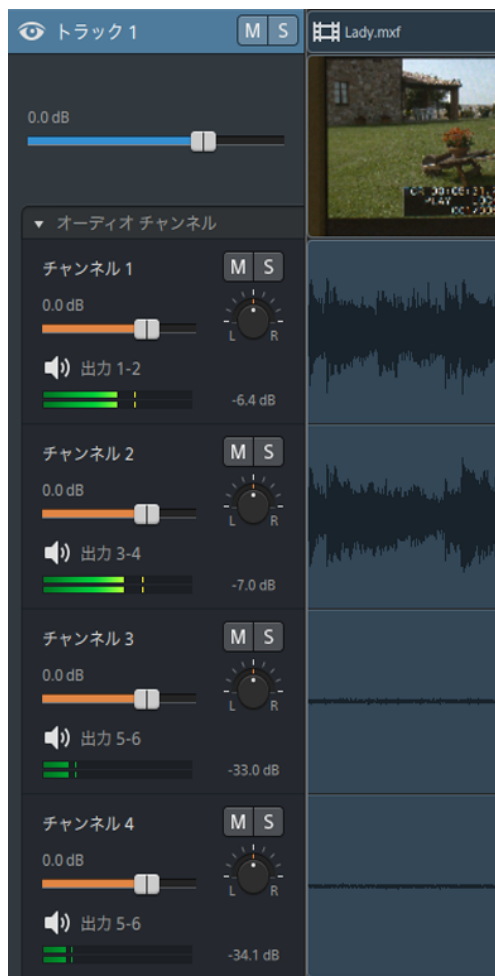 トラック 1 M S Lady.mxf
0.0 dB
PLAY
オーディオ チャンネル
チャンネル 1 M S
0.0 dB
L R
出力 1-2
-6.4 dB
チャンネル 2 M S
0.0 dB
L R
出力 3-4
-7.0 dB
チャンネル 3 M S
0.0 dB
L R
出力 5-6
-33.0 dB
チャンネル 4 M S
0.0 dB
L R
出力 5-6
-34.1 dB